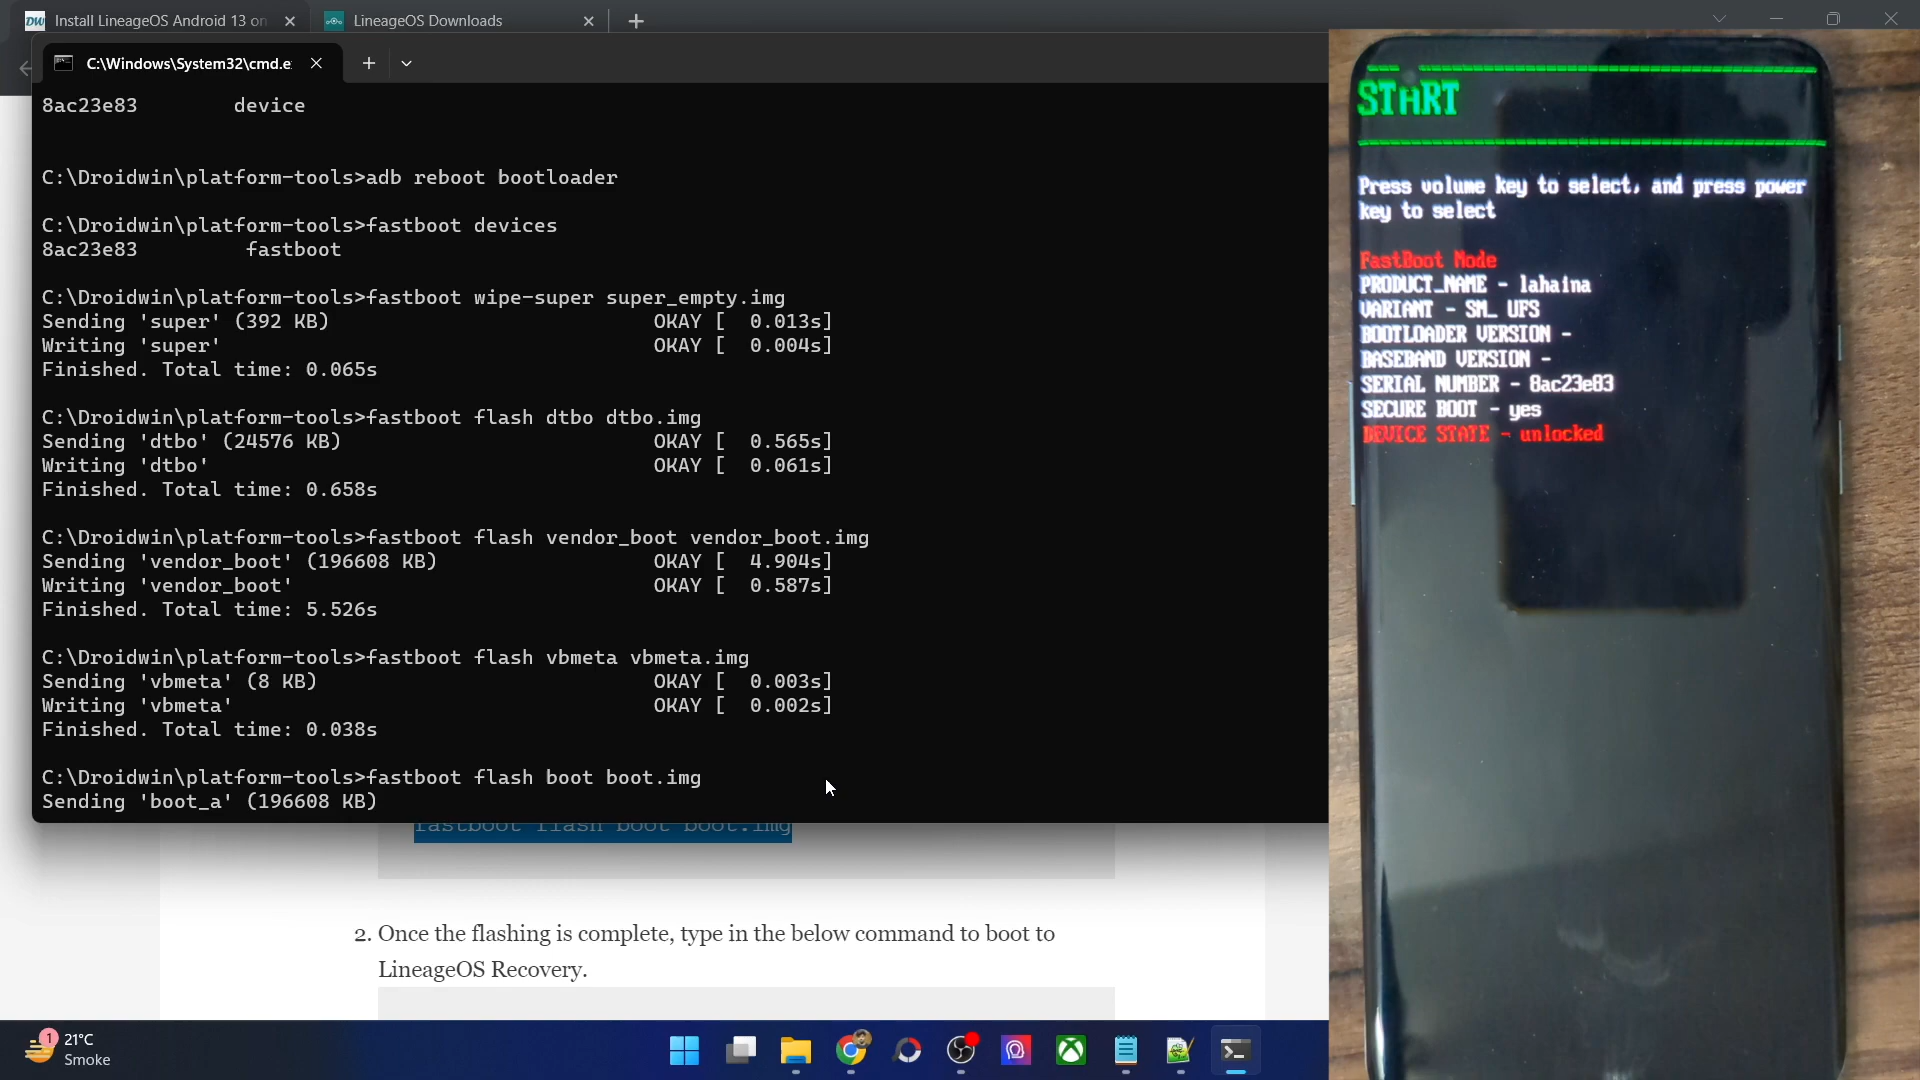 Install LineageOS Android 13 on
LineageOS Downloads
C:\Windows\System32\cmd.e
8ac23e83 device
C:\Droidwin\platform-tools>adb reboot bootloader
C:\Droidwin\platform-tools>fastboot devices
8ac23e83 fastboot
C:\Droidwin\platform-tools>fastboot wipe-super super_empty.img
Sending 'super' (392 KB) OKAY [ 0.013s]
Writing 'super' OKAY [ 0.004s]
Finished. Total time: 0.065s
C:\Droidwin\platform-tools>fastboot flash dtbo dtbo.img
Sending 'dtbo' (24576 KB) OKAY [ 0.565s]
Writing 'dtbo' OKAY [ 0.061s]
Finished. Total time: 0.658s
C:\Droidwin\platform-tools>fastboot flash vendor_boot vendor_boot.img
Sending 'vendor_boot' (196608 KB) OKAY [ 4.904s]
Writing 'vendor_boot' OKAY [ 0.587s]
Finished. Total time: 5.526s
C:\Droidwin\platform-tools>fastboot flash vbmeta vbmeta.img
Sending 'vbmeta' (8 KB) OKAY [ 0.003s]
Writing 'vbmeta' OKAY [ 0.002s]
Finished. Total time: 0.038s
C:\Droidwin\platform-tools>fastboot flash boot boot.img
Sending 'boot_a' (196608 KB)
fastboot flash boot boot.img
2. Once the flashing is complete, type in the below command to boot to
LineageOS Recovery.
1
21°C
Smoke
START
Press volume key to select, and press power
key to select
FastBoot Mode
PRODUCT_NAME - lahaina
VARIANT - SM_ UFS
BOOTLOADER VERSION -
BASEBAND VERSION -
SERIAL NUMBER - 8ac23e83
SECURE BOOT - yes
DEVICE STATE - unlocked